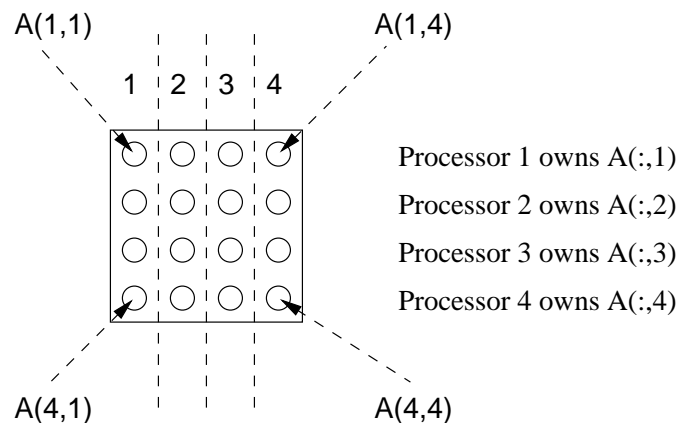 A(1,1) A(1,4)
1 2 3 4
Processor 1 owns A(:,1)
Processor 2 owns A(:,2)
Processor 3 owns A(:,3)
Processor 4 owns A(:,4)
A(4,1) A(4,4)